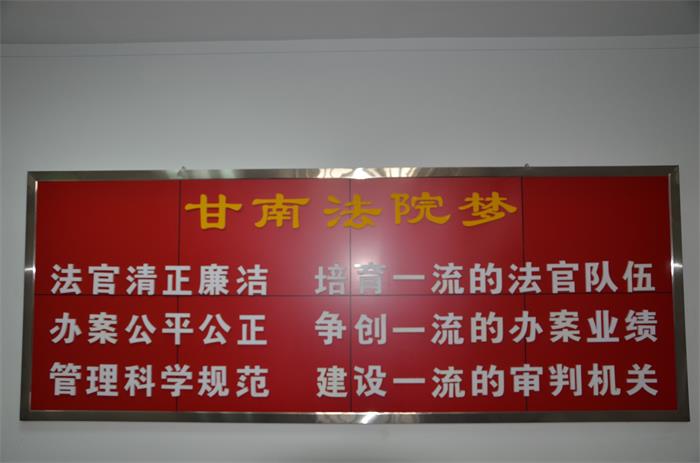 甘南法院梦
法官清正廉洁 培育一流的法官队伍
办案公平公正 争创一流的办案业绩
管理科学规范 建设一流的审判机关